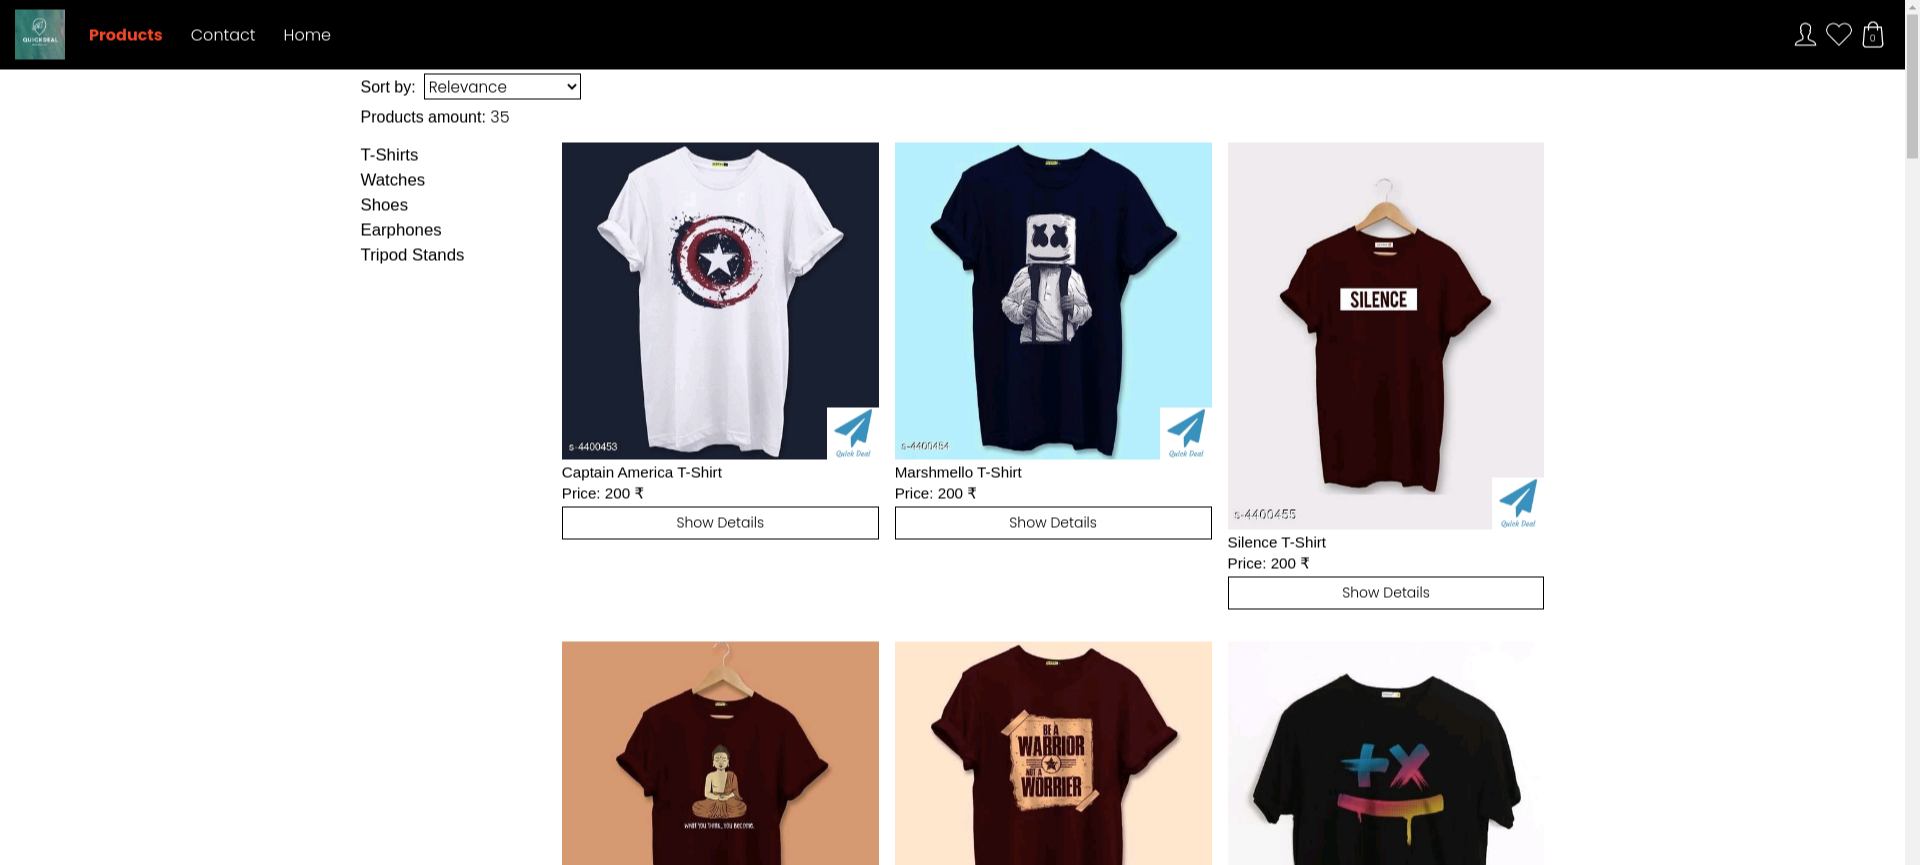 QUICKDEAL
Products
Contact
Home
0
Sort by:
Relevance
Products amount: 35
T-Shirts
Watches
Shoes
Earphones
Tripod Stands
s-4400453
Quick Deal
Captain America T-Shirt
Price: 200 ₹
Show Details
s-4400454
Quick Deal
Marshmello T-Shirt
Price: 200 ₹
Show Details
SILENCE
s-4400455
Quick Deal
Silence T-Shirt
Price: 200 ₹
Show Details
WHAT YOU THINK, YOU BECOME.
BE A
WARRIOR
NOT A
WORRIER
+X